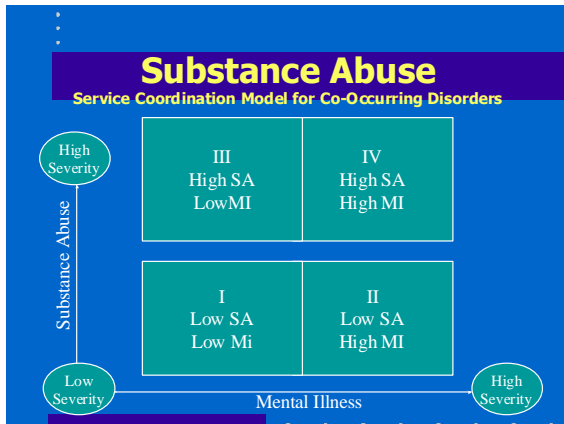 Substance Abuse
Service Coordination Model for Co-Occurring Disorders
High
Severity
III
High SA
LowMI
IV
High SA
High MI
Substance Abuse
I
Low SA
Low Mi
II
Low SA
High MI
Low
Severity
Mental Illness
High
Severity